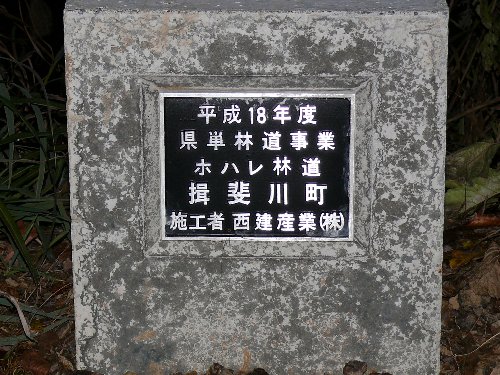 平成18年度
県単林道事業
ホハレ林道
揖斐川町
施工者 西建産業(株)